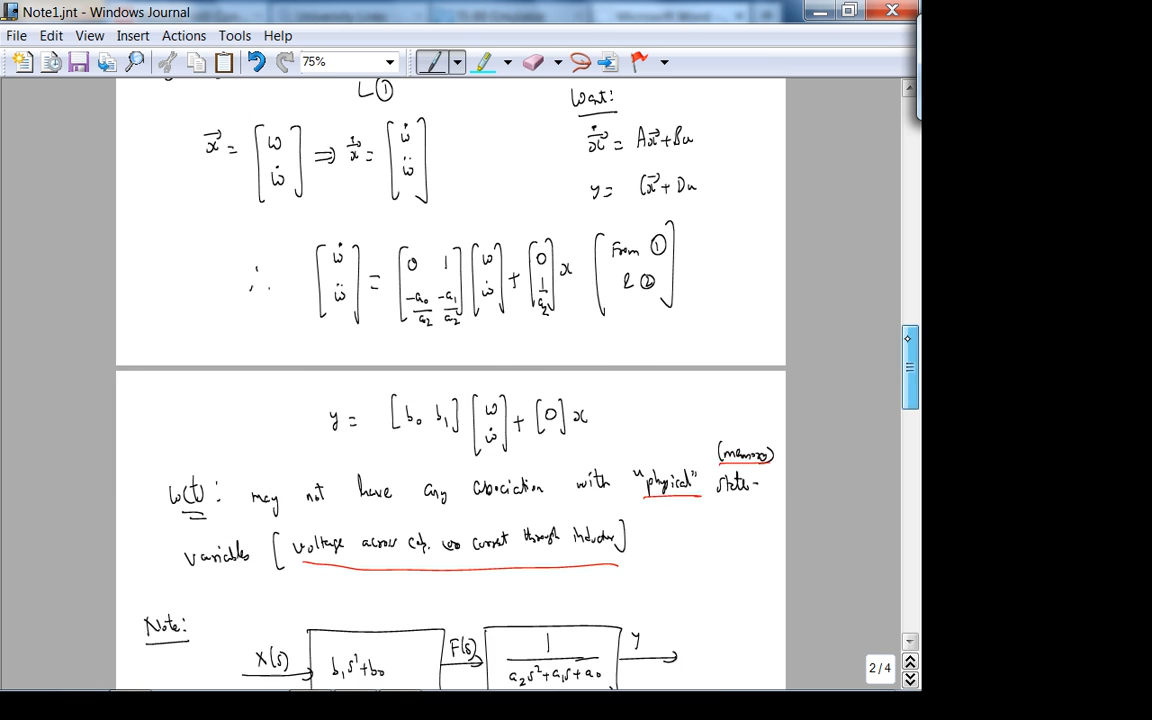 Note1.jnt - Windows Journal
File Edit View Insert Actions Tools Help
75%
L①
Want:
x⃗ = [ω ω̇] ⇒ ẋ⃗ = [ω̇ ω̈]
ẋ⃗ = Ax⃗ + Bu
y = Cx⃗ + Du
∴ [ω̇ ω̈] = [0 1; -a₀/a₂ -a₁/a₂] [ω ω̇] + [0; 1/a₂] x [From ① & ②]
y = [b₀ b₁] [ω ω̇] + [0] x
(memory)
ω(t): may not have any association with "physical" state-
variables [voltage across cap. current through inductor]
Note:
X(s) b₁s¹+b₀ F(s) 1/(a₂s²+a₁s+a₀) Y
2/4